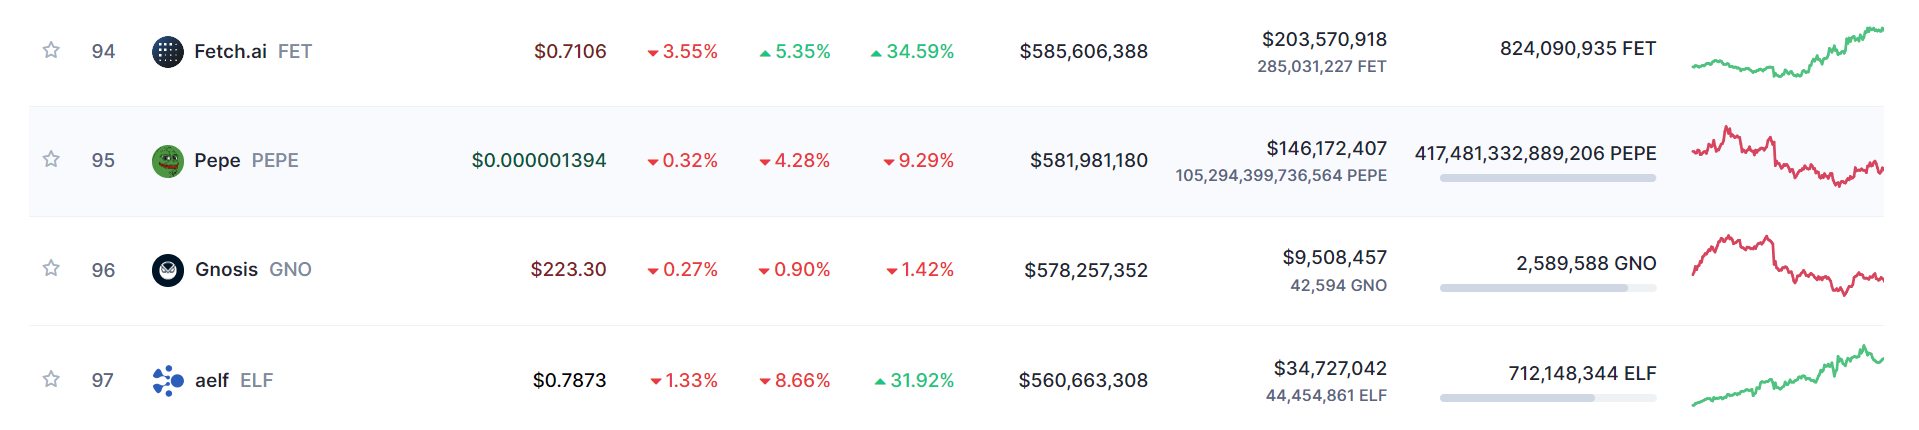 94 Fetch.ai FET $0.7106 3.55% 5.35% 34.59% $585,606,388 $203,570,918 824,090,935 FET
285,031,227 FET
95 Pepe PEPE $0.000001394 0.32% 4.28% 9.29% $581,981,180 $146,172,407 417,481,332,889,206 PEPE
105,294,399,736,564 PEPE
96 Gnosis GNO $223.30 0.27% 0.90% 1.42% $578,257,352 $9,508,457 2,589,588 GNO
42,594 GNO
97 aelf ELF $0.7873 1.33% 8.66% 31.92% $560,663,308 $34,727,042 712,148,344 ELF
44,454,861 ELF